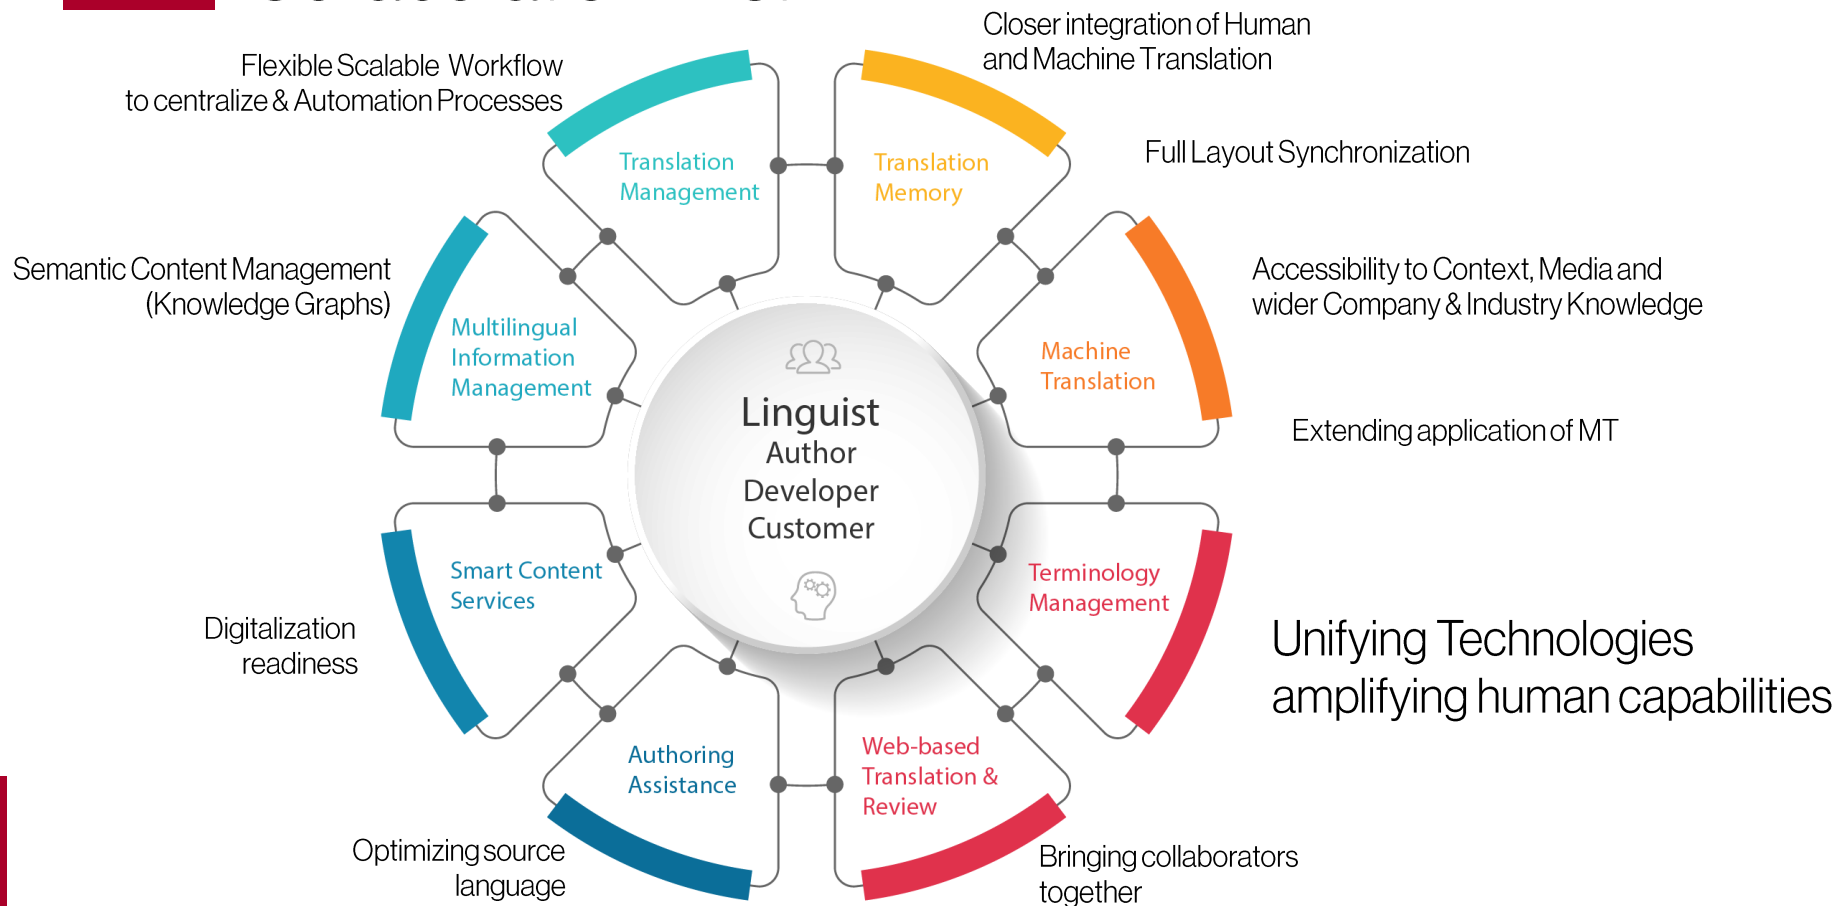 Closer integration of Human
and Machine Translation
Flexible Scalable Workflow
to centralize & Automation Processes
Translation
Management
Translation
Memory
Full Layout Synchronization
Semantic Content Management
(Knowledge Graphs)
Accessibility to Context, Media and
wider Company & Industry Knowledge
Multilingual
Information
Management
Machine
Translation
Linguist
Author
Developer
Customer
Extending application of MT
Smart Content
Services
Terminology
Management
Digitalization
readiness
Unifying Technologies
amplifying human capabilities
Authoring
Assistance
Web-based
Translation &
Review
Optimizing source
language
Bringing collaborators
together